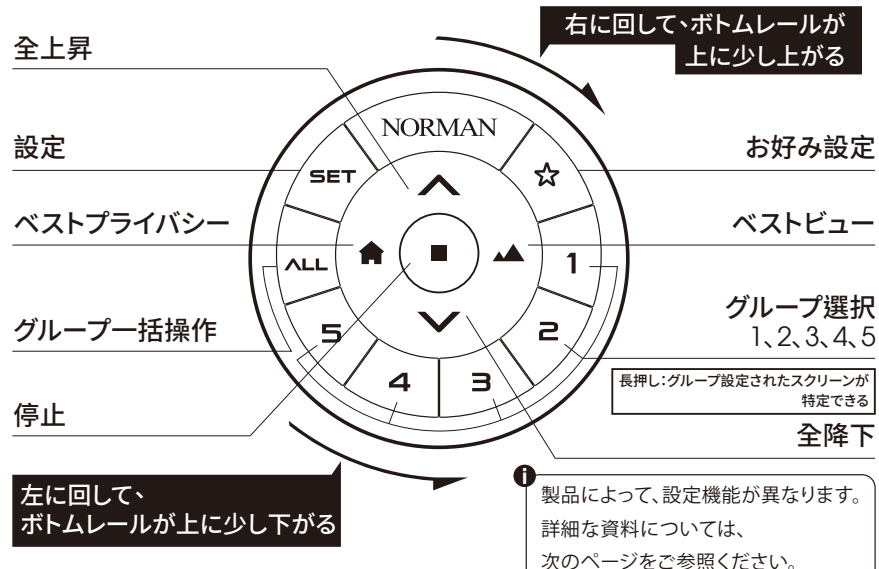 右に回して、ボトムレールが
上に少し上がる
全上昇
設定
ベストプライバシー
グループ一括操作
停止
NORMAN
SET
ALL
1
2
3
4
5
お好み設定
ベストビュー
グループ選択
1、2、3、4、5
長押し:グループ設定されたスクリーンが
特定できる
全降下
左に回して、
ボトムレールが上に少し下がる
i
製品によって、設定機能が異なります。
詳細な資料については、
次のページをご参照ください。